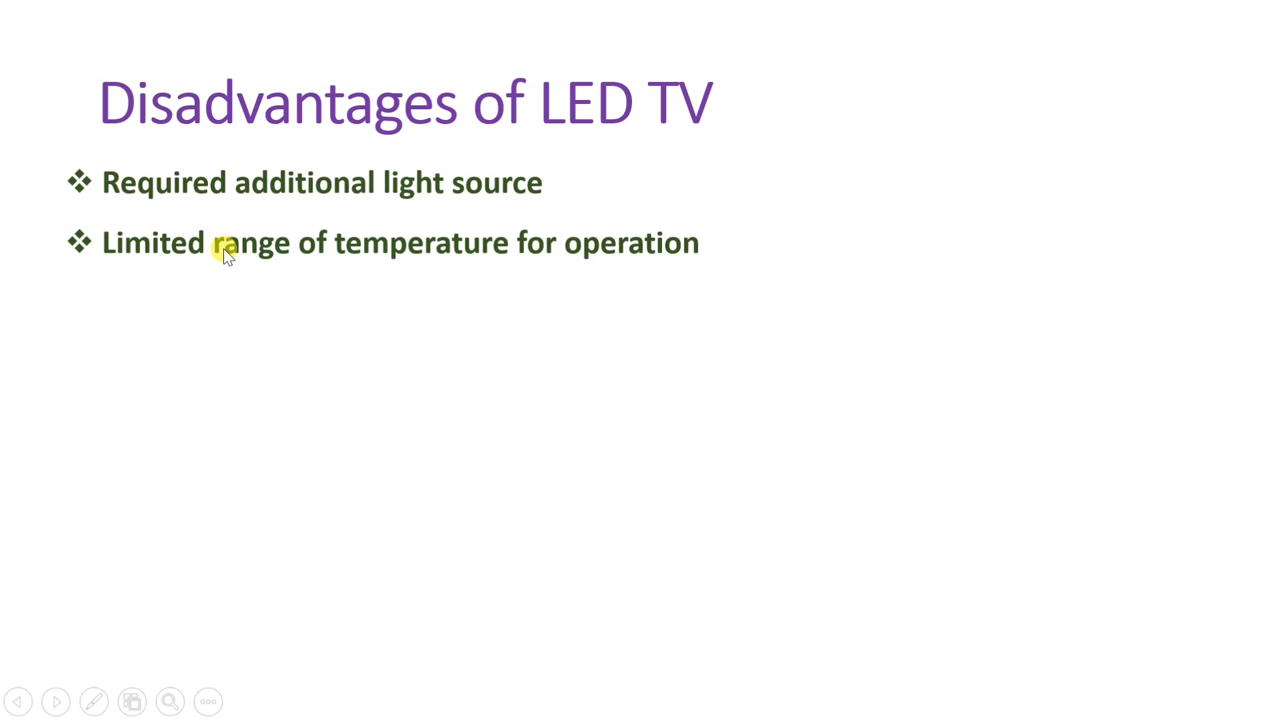 Disadvantages of LED TV
❖ Required additional light source
❖ Limited range of temperature for operation